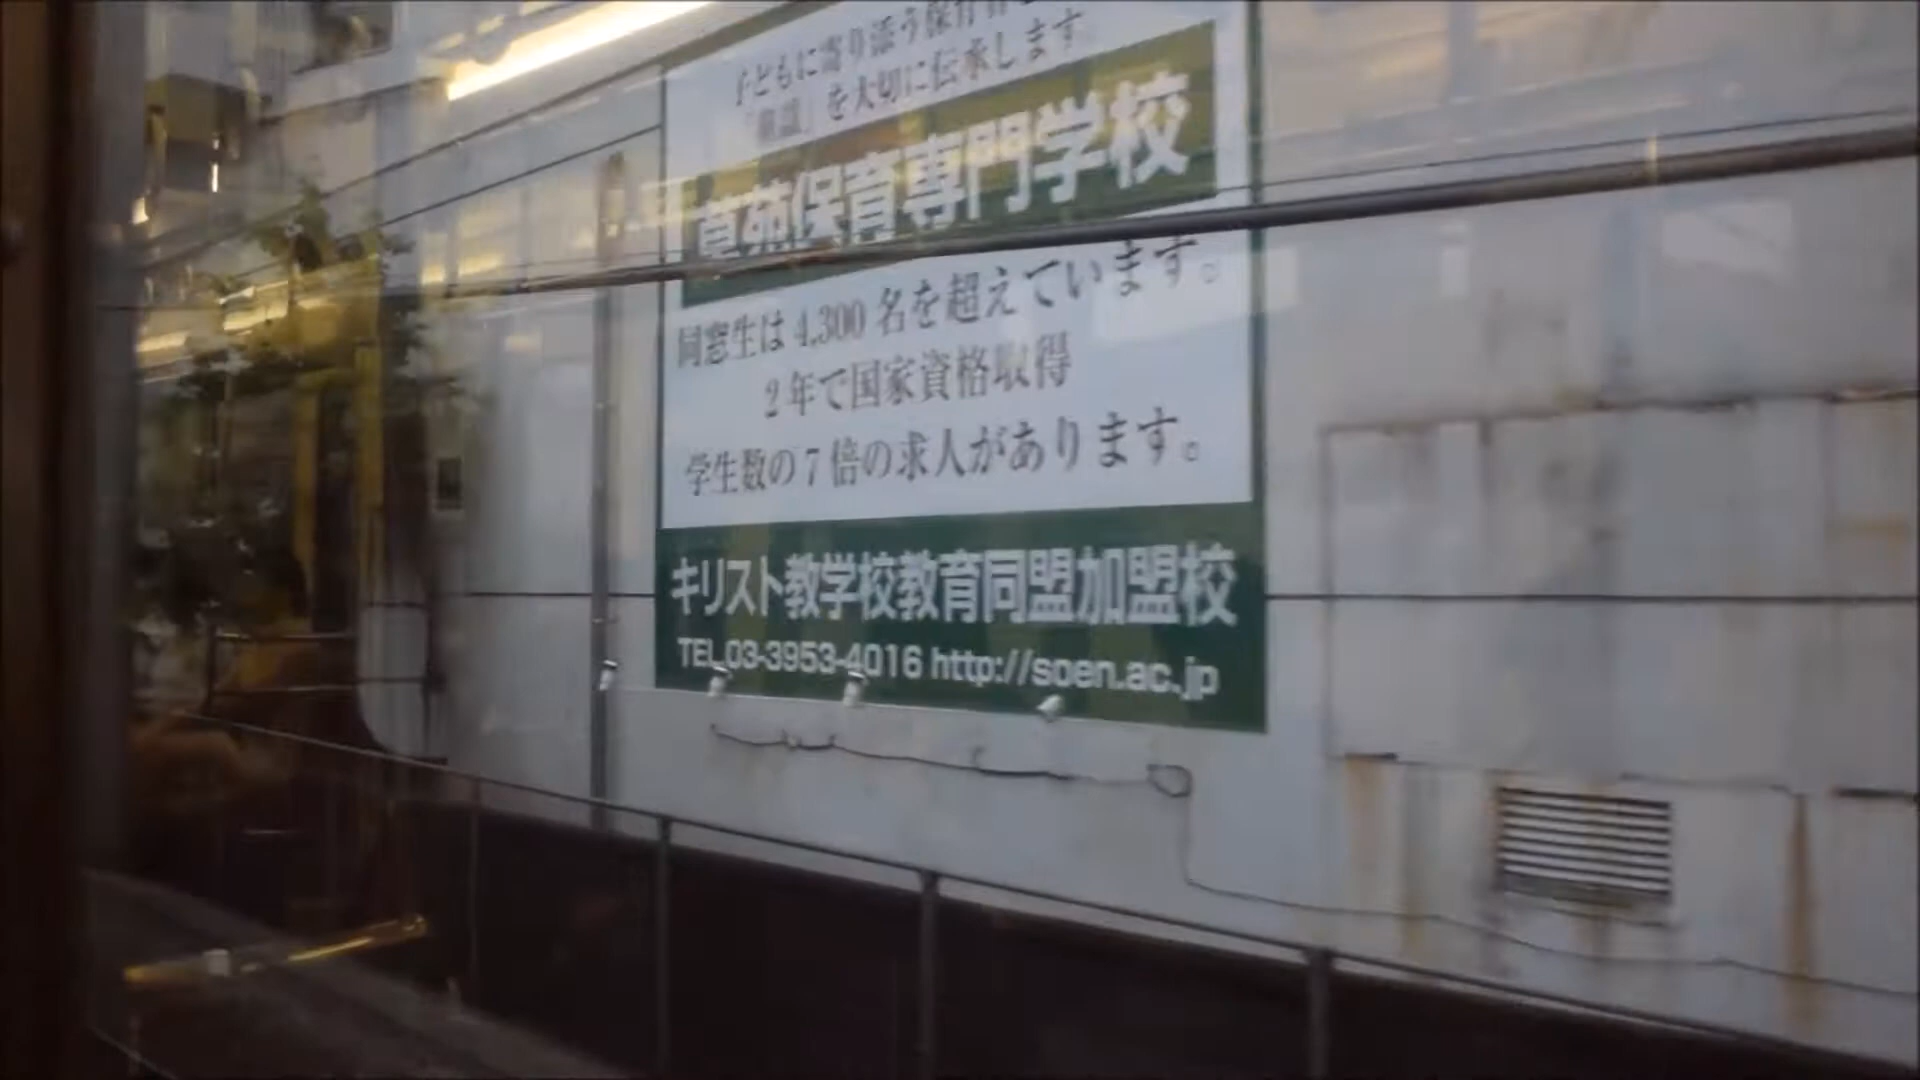 子どもに寄り添う保育者
を大切に伝承します。
草苑保育専門学校
同窓生は 4,300 名を超えています。
2年で国家資格取得
学生数の7倍の求人があります。
キリスト教学校教育同盟加盟校
TEL 03-3953-4016 http://soen.ac.jp